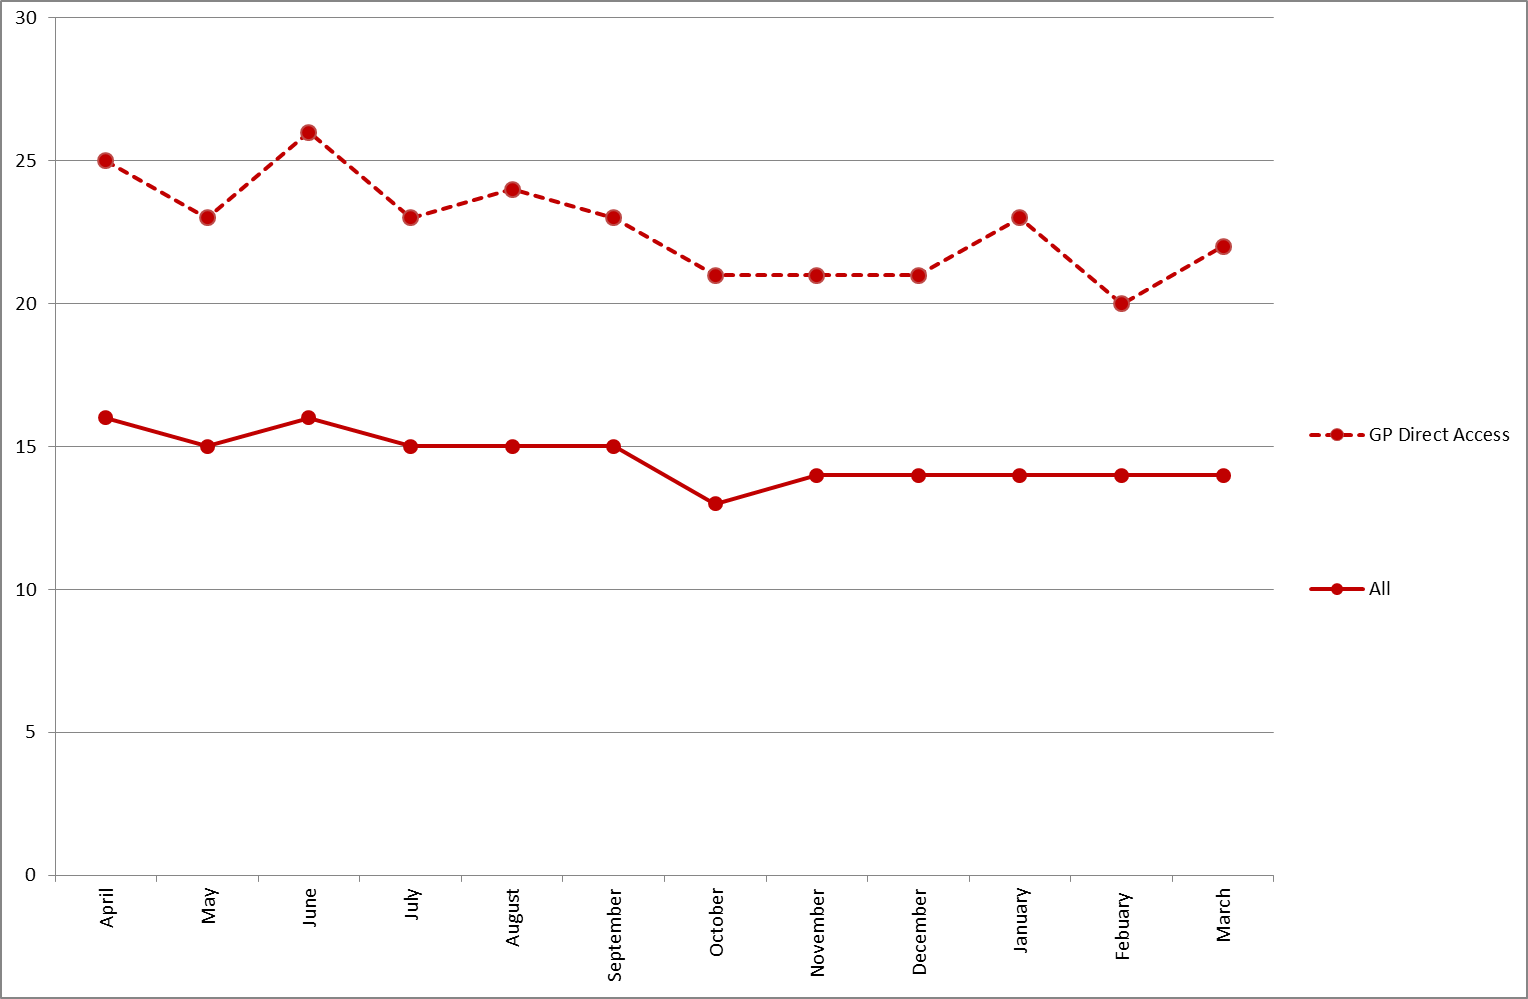 30
25
20
15
10
5
0
April
May
June
July
August
September
October
November
December
January
Febuary
March
GP Direct Access
All